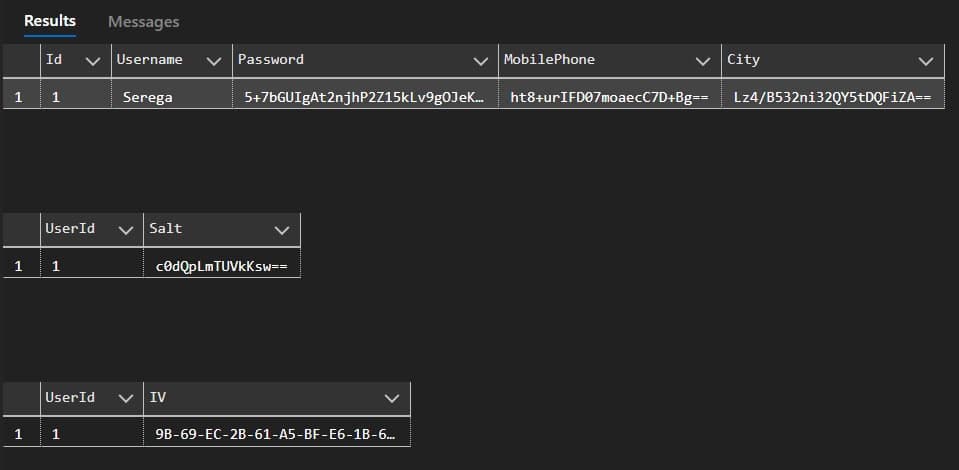 Results Messages
Id Username Password MobilePhone City
1 1 Serega 5+7bGUIgAt2njhP2Z15kLv9gOJeK… ht8+urIFD07moaecC7D+Bg== Lz4/B532ni32QY5tDQFiZA==
UserId Salt
1 1 c0dQpLmTUVkKsw==
UserId IV
1 1 9B-69-EC-2B-61-A5-BF-E6-1B-6…